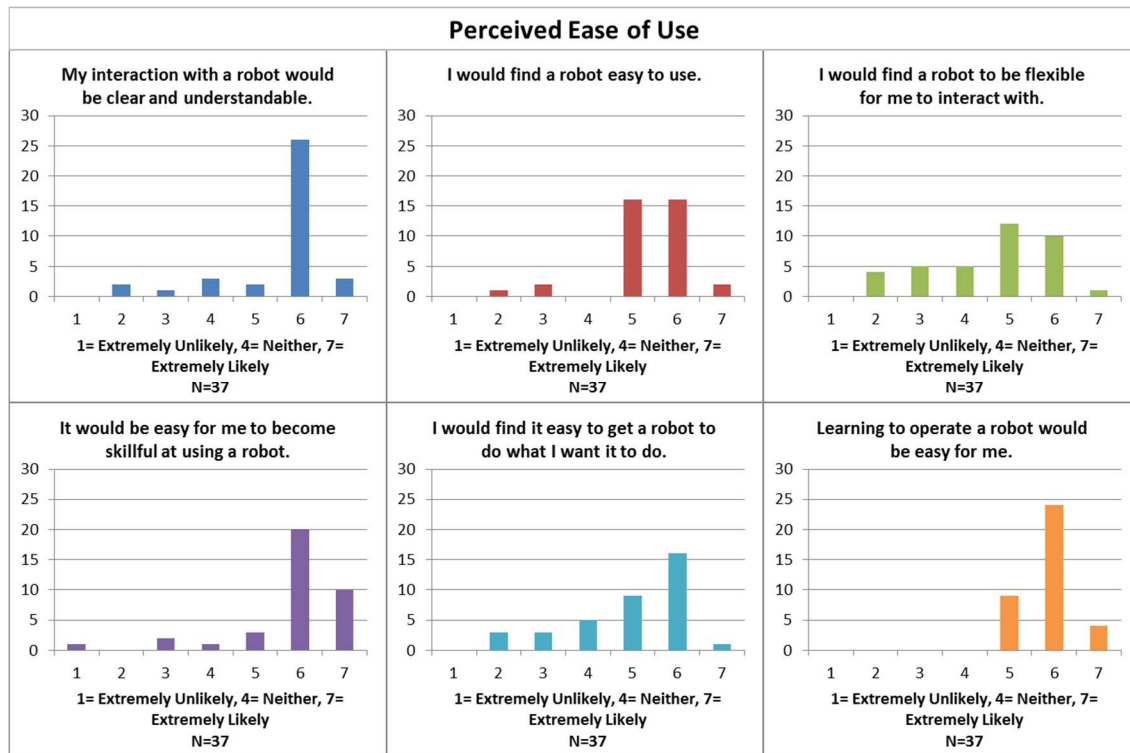 Perceived Ease of Use
My interaction with a robot would
be clear and understandable.
30
25
20
15
10
5
0
1 2 3 4 5 6 7
1= Extremely Unlikely, 4= Neither, 7=
Extremely Likely
N=37
I would find a robot easy to use.
30
25
20
15
10
5
0
1 2 3 4 5 6 7
1= Extremely Unlikely, 4= Neither, 7=
Extremely Likely
N=37
I would find a robot to be flexible
for me to interact with.
30
25
20
15
10
5
0
1 2 3 4 5 6 7
1= Extremely Unlikely, 4= Neither, 7=
Extremely Likely
N=37
It would be easy for me to become
skillful at using a robot.
30
25
20
15
10
5
0
1 2 3 4 5 6 7
1= Extremely Unlikely, 4= Neither, 7=
Extremely Likely
N=37
I would find it easy to get a robot to
do what I want it to do.
30
25
20
15
10
5
0
1 2 3 4 5 6 7
1= Extremely Unlikely, 4= Neither, 7=
Extremely Likely
N=37
Learning to operate a robot would
be easy for me.
30
25
20
15
10
5
0
1 2 3 4 5 6 7
1= Extremely Unlikely, 4= Neither, 7=
Extremely Likely
N=37